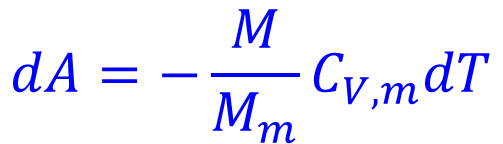 dA = −\frac{M}{M_m} C_{V,m} dT